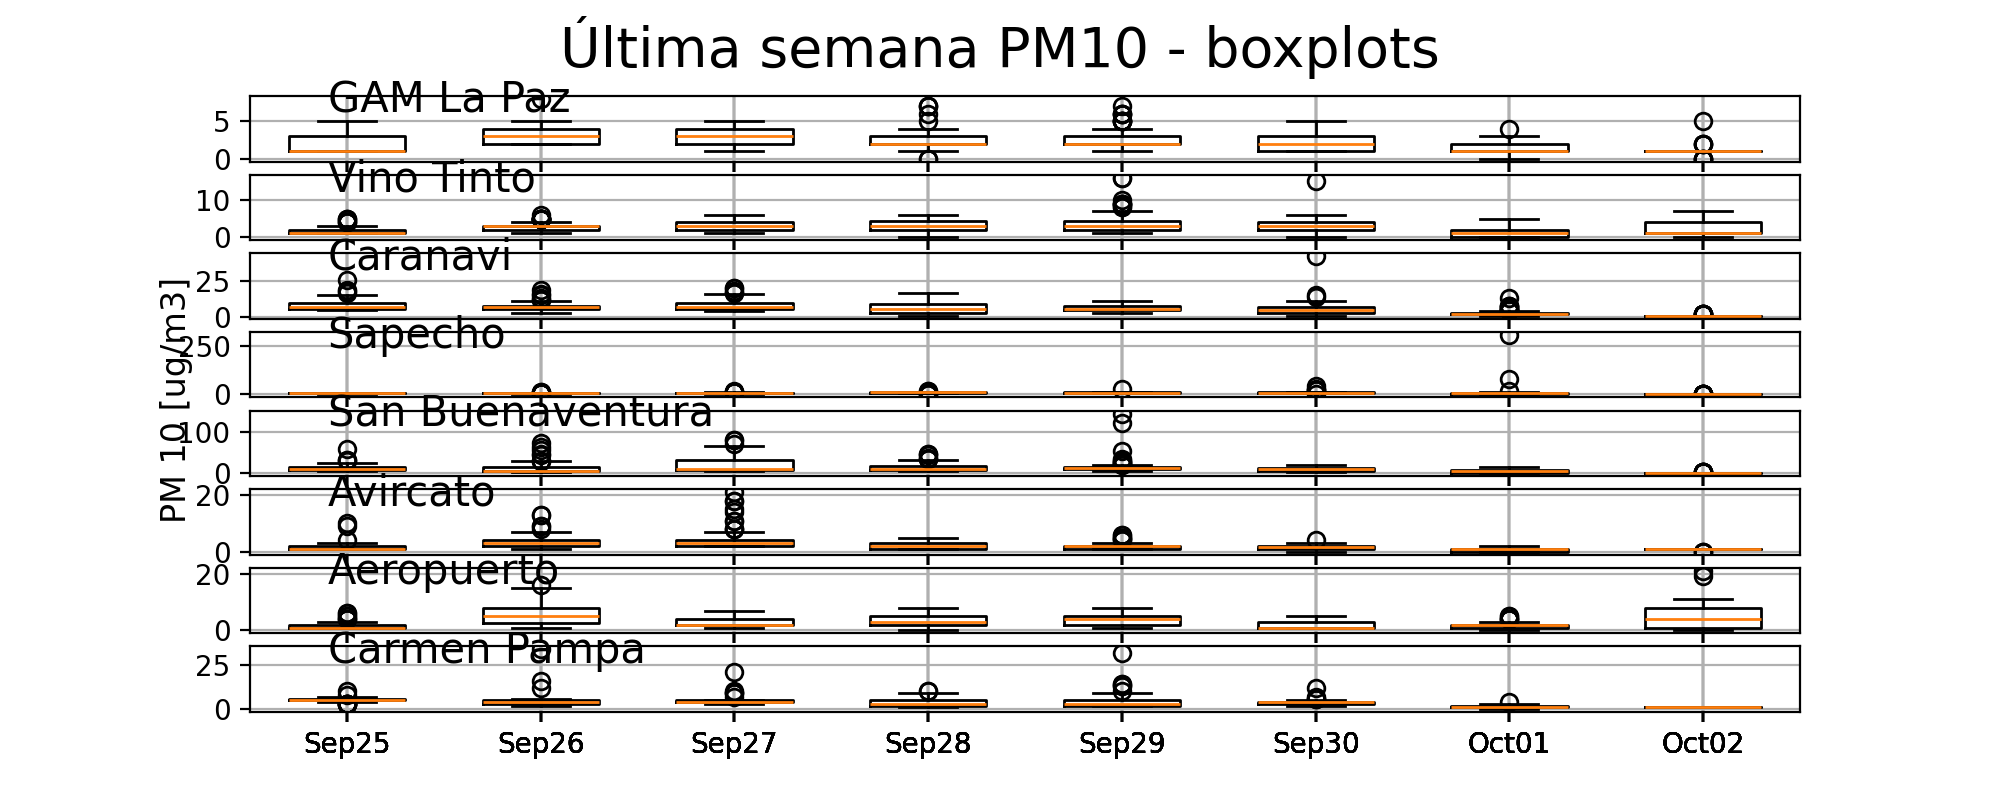 Última semana PM10 - boxplots
GAM La Paz
5
0
Vino Tinto
10
0
Caranavi
25
0
Sapecho
250
0
San Buenaventura
100
0
Avircato
20
0
Aeropuerto
20
0
Carmen Pampa
25
0
PM 10 [ug/m3]
Sep25 Sep26 Sep27 Sep28 Sep29 Sep30 Oct01 Oct02